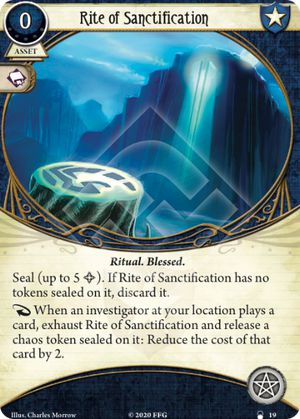 Rite of Sanctification
0
ASSET
Ritual. Blessed.
Seal (up to 5 ). If Rite of Sanctification has no
tokens sealed on it, discard it.
When an investigator at your location plays a
card, exhaust Rite of Sanctification and release a
chaos token sealed on it: Reduce the cost of that
card by 2.
Illus. Charles Morrow © 2020 FFG 19